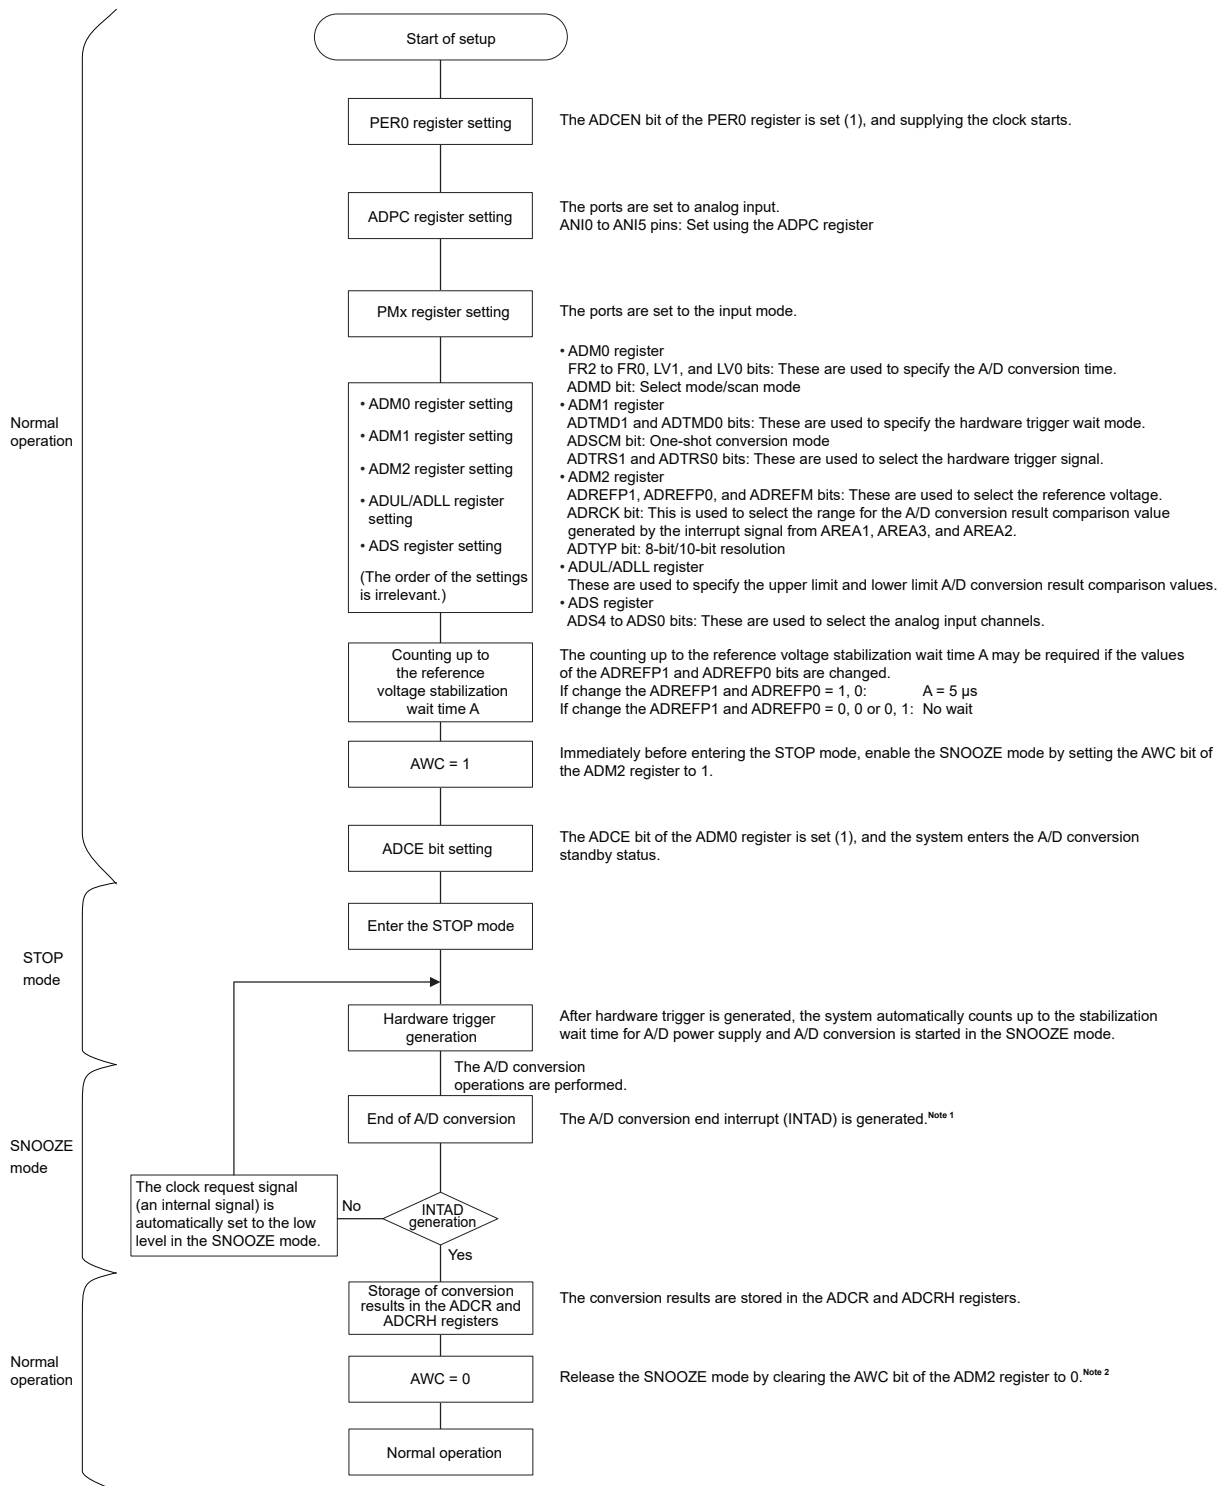 Start of setup
PER0 register setting
The ADCEN bit of the PER0 register is set (1), and supplying the clock starts.
ADPC register setting
The ports are set to analog input.
ANI0 to ANI5 pins: Set using the ADPC register
PMx register setting
The ports are set to the input mode.
Normal
operation
• ADM0 register setting
• ADM1 register setting
• ADM2 register setting
• ADUL/ADLL register
setting
• ADS register setting
(The order of the settings
is irrelevant.)
• ADM0 register
FR2 to FR0, LV1, and LV0 bits: These are used to specify the A/D conversion time.
ADMD bit: Select mode/scan mode
• ADM1 register
ADTMD1 and ADTMD0 bits: These are used to specify the hardware trigger wait mode.
ADSCM bit: One-shot conversion mode
ADTRS1 and ADTRS0 bits: These are used to select the hardware trigger signal.
• ADM2 register
ADREFP1, ADREFP0, and ADREFM bits: These are used to select the reference voltage.
ADRCK bit: This is used to select the range for the A/D conversion result comparison value
generated by the interrupt signal from AREA1, AREA3, and AREA2.
ADTYP bit: 8-bit/10-bit resolution
• ADUL/ADLL register
These are used to specify the upper limit and lower limit A/D conversion result comparison values.
• ADS register
ADS4 to ADS0 bits: These are used to select the analog input channels.
Counting up to
the reference
voltage stabilization
wait time A
The counting up to the reference voltage stabilization wait time A may be required if the values
of the ADREFP1 and ADREFP0 bits are changed.
If change the ADREFP1 and ADREFP0 = 1, 0: A = 5 µs
If change the ADREFP1 and ADREFP0 = 0, 0 or 0, 1: No wait
AWC = 1
Immediately before entering the STOP mode, enable the SNOOZE mode by setting the AWC bit of
the ADM2 register to 1.
ADCE bit setting
The ADCE bit of the ADM0 register is set (1), and the system enters the A/D conversion
standby status.
STOP
mode
Enter the STOP mode
Hardware trigger
generation
After hardware trigger is generated, the system automatically counts up to the stabilization
wait time for A/D power supply and A/D conversion is started in the SNOOZE mode.
The A/D conversion
operations are performed.
SNOOZE
mode
End of A/D conversion
The A/D conversion end interrupt (INTAD) is generated.Note 1
The clock request signal
(an internal signal) is
automatically set to the low
level in the SNOOZE mode.
No
INTAD
generation
Yes
Normal
operation
Storage of conversion
results in the ADCR and
ADCRH registers
The conversion results are stored in the ADCR and ADCRH registers.
AWC = 0
Release the SNOOZE mode by clearing the AWC bit of the ADM2 register to 0.Note 2
Normal operation